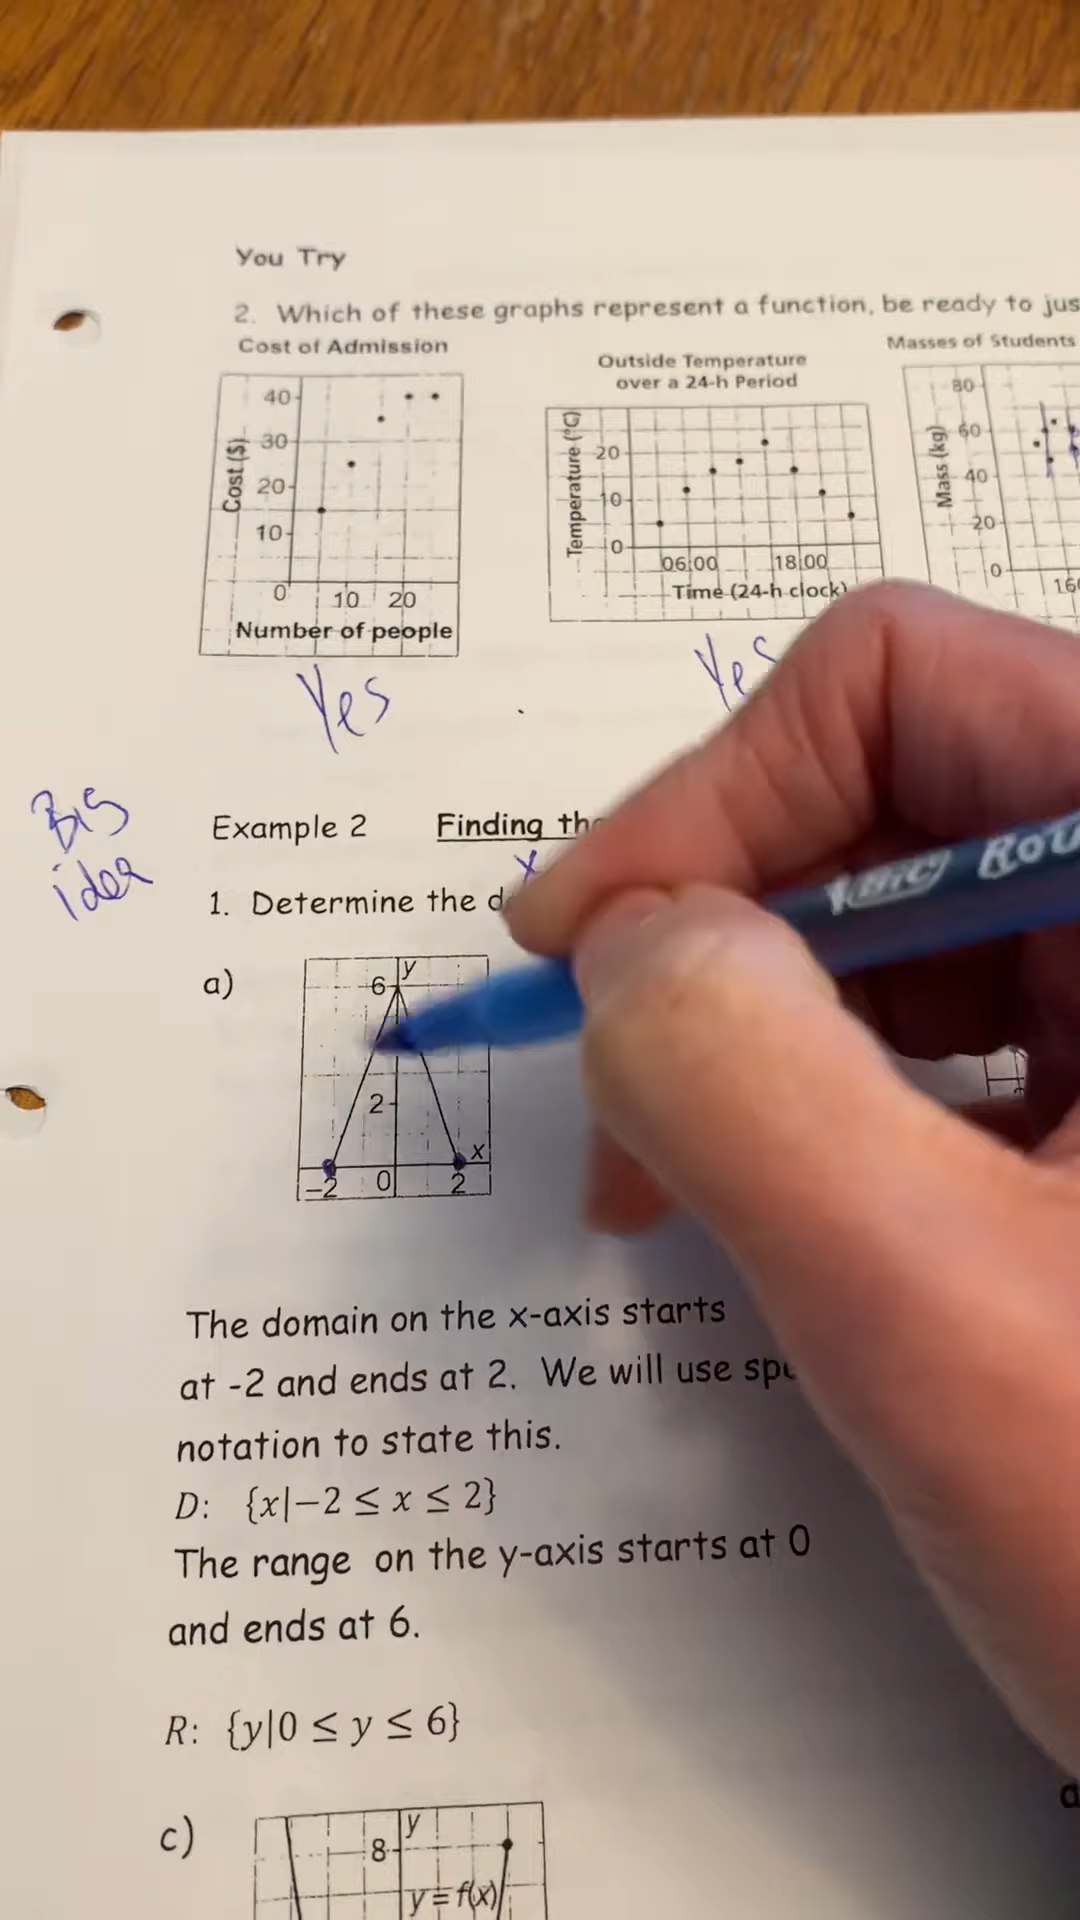 You Try
2. Which of these graphs represent a function, be ready to
Cost of Admission
Outside Temperature
over a 24-h Period
Masses of Students
40
30
20
10
0
10 20
Cost ($)
Number of people
Temperature (°C)
20
10
0
06:00 18:00
Time (24-h clock)
Mass (kg)
80
60
40
20
0
Yes
Yes
Big
idea
Example 2 Finding
x
1. Determine the
a)
y
6
2
x
-2 0 2
The domain on the x-axis starts
at -2 and ends at 2. We will use
notation to state this.
D: {x|−2 ≤ x ≤ 2}
The range on the y-axis starts at 0
and ends at 6.
R: {y|0 ≤ y ≤ 6}
c)
y
8
y = f(x)